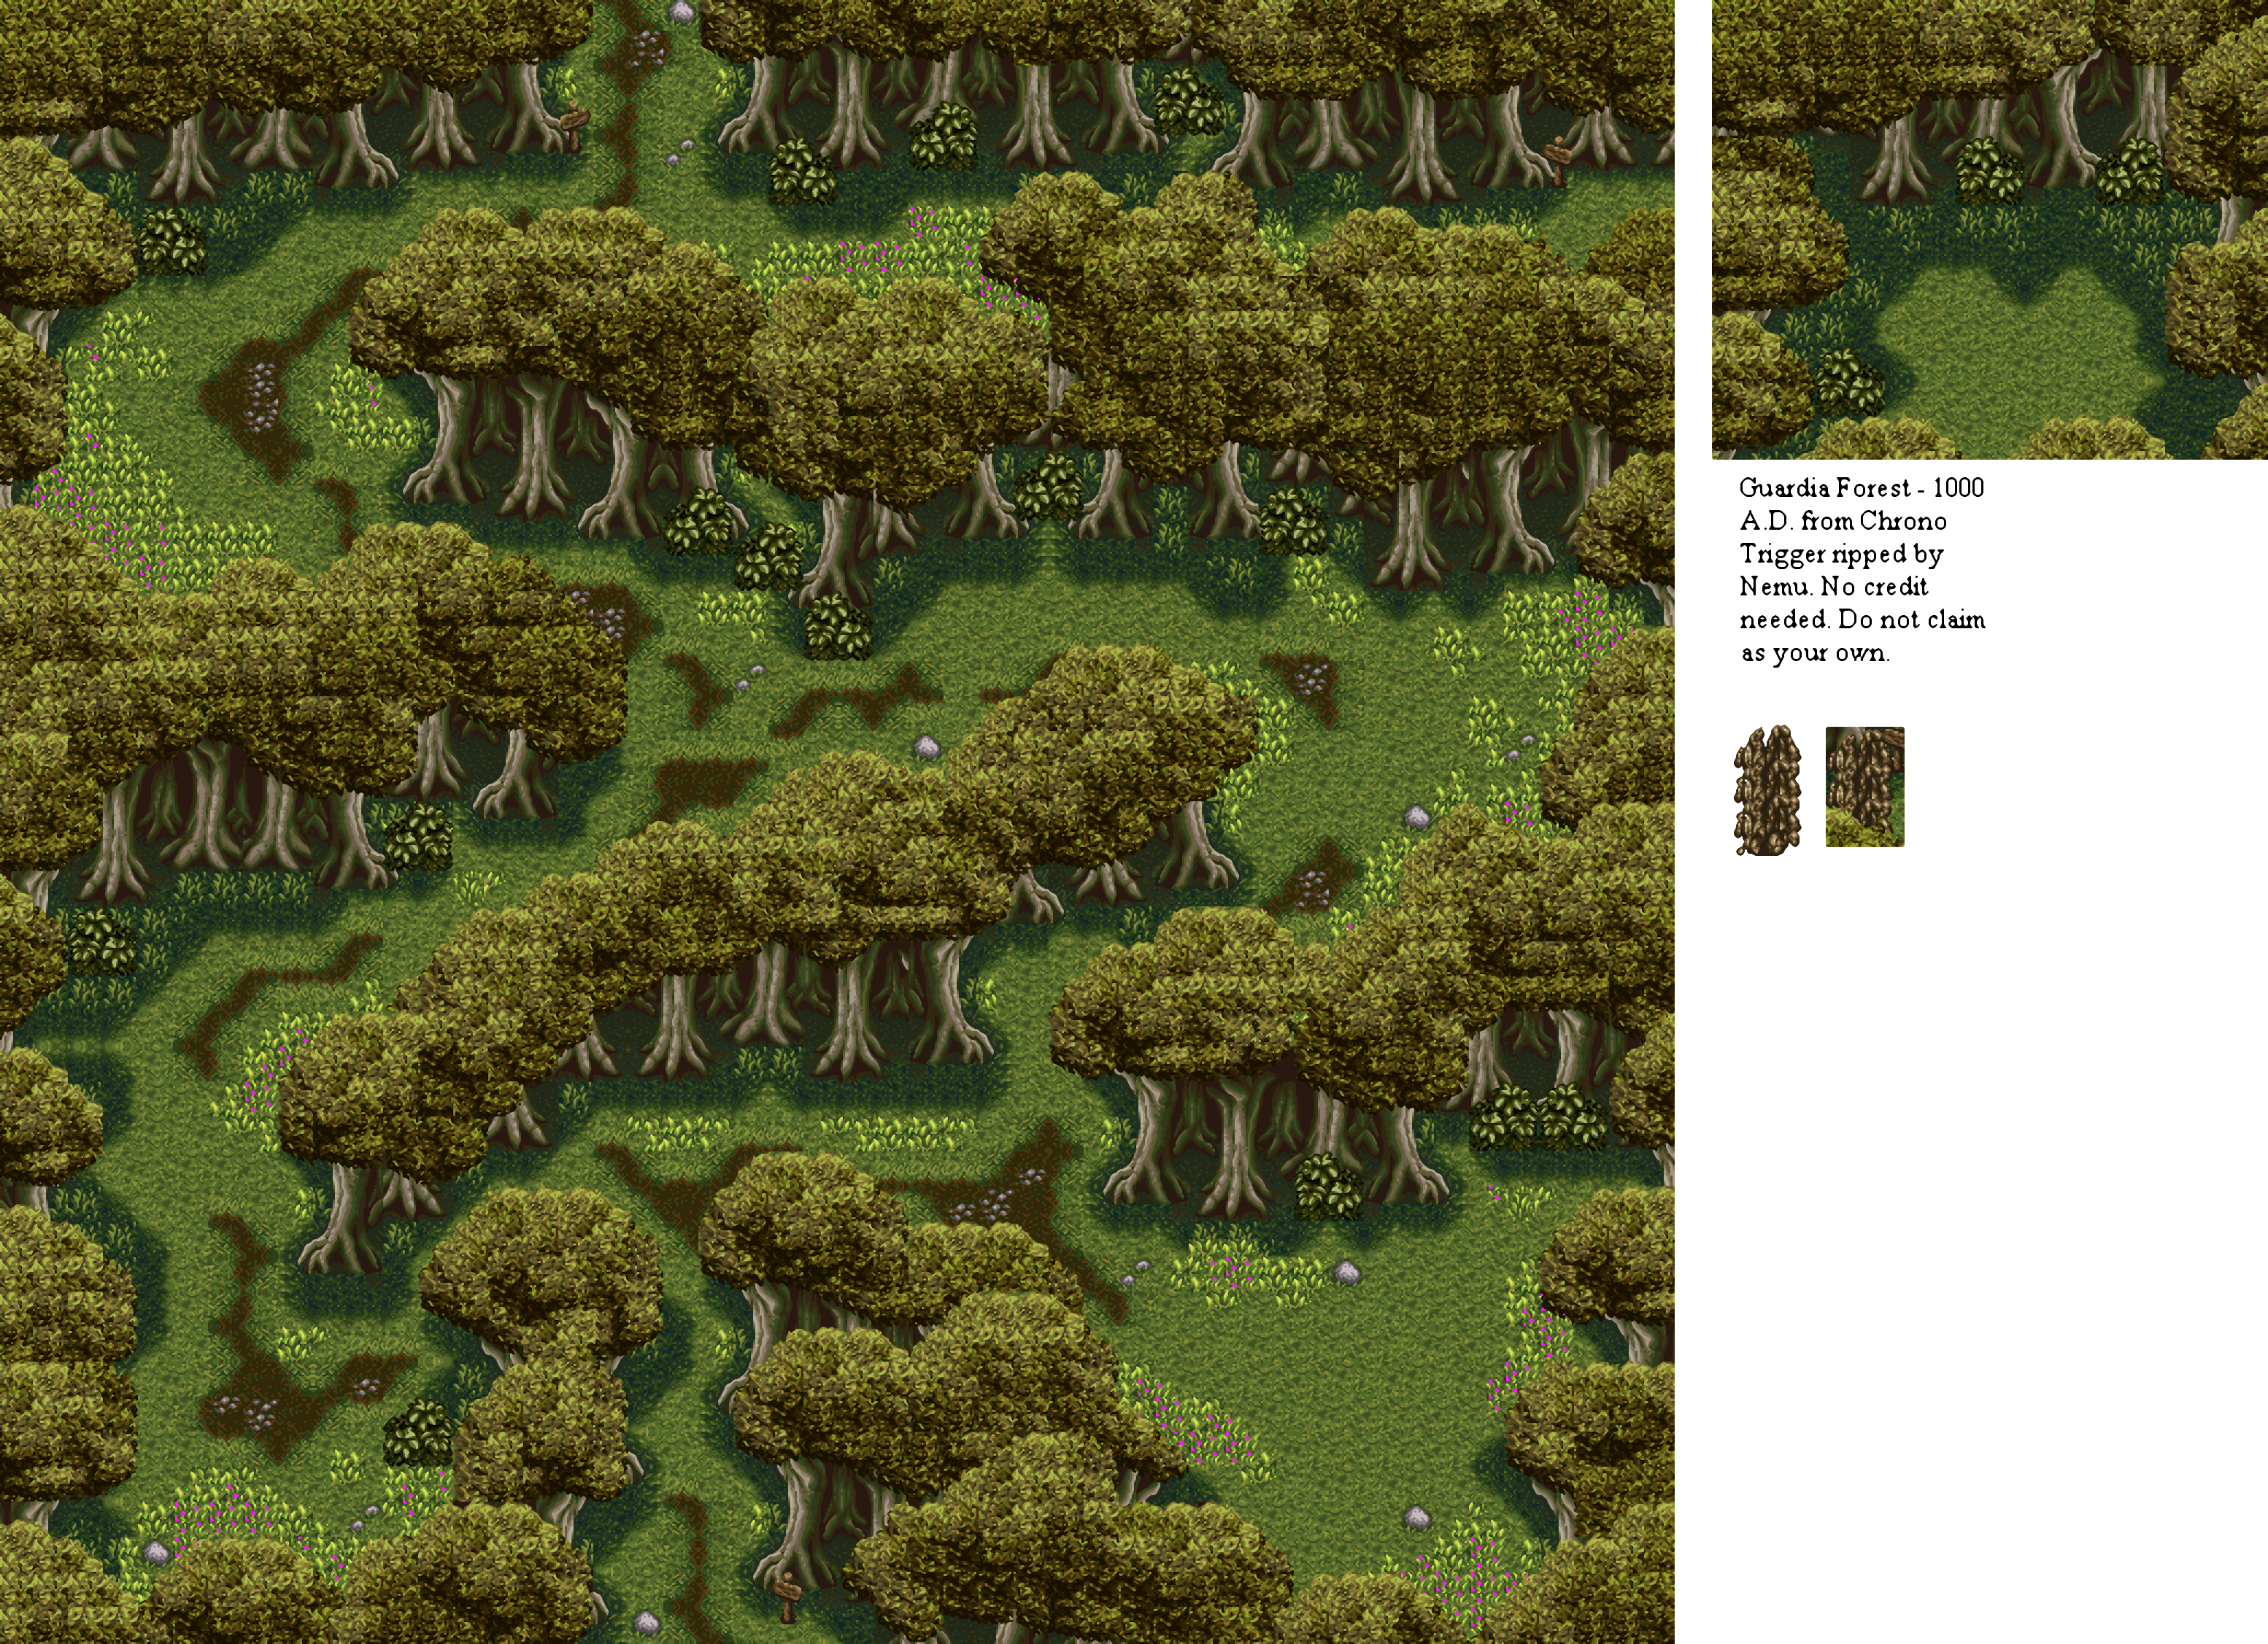 Guardia Forest - 1000
A.D. from Chrono
Trigger ripped by
Nemu. No credit
needed. Do not claim
as your own.